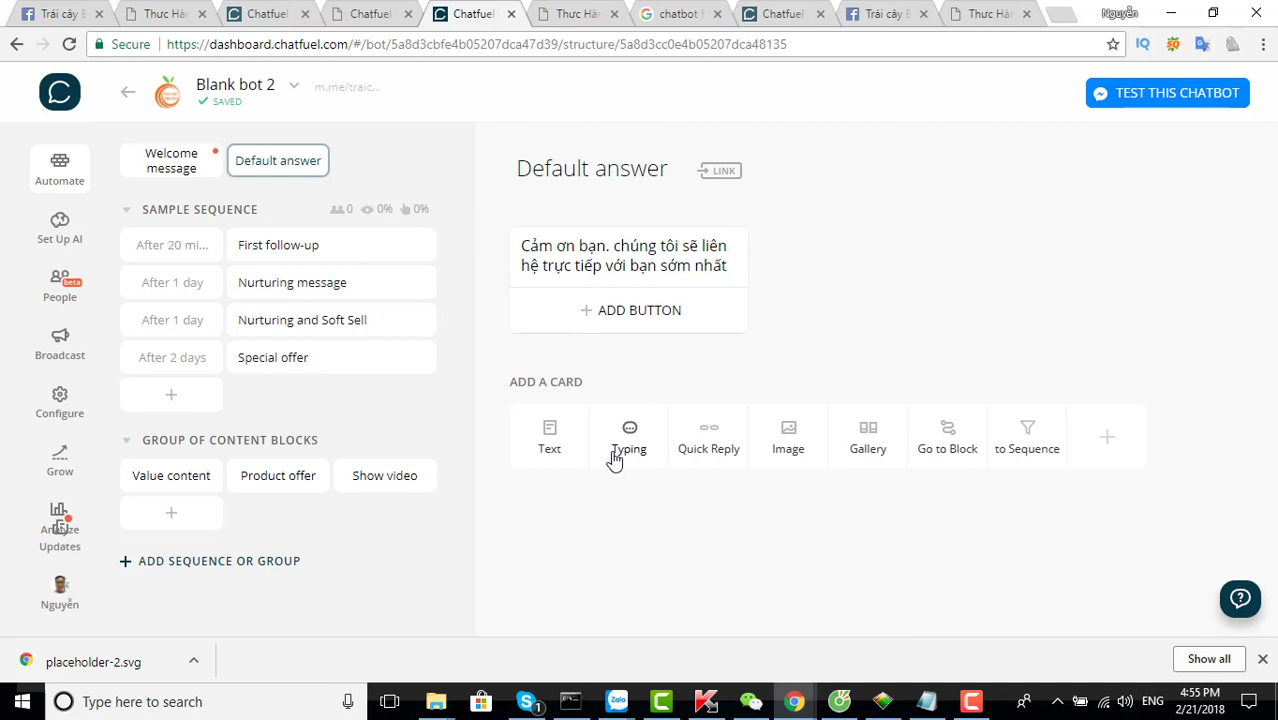 Trái cây B
Thực Hàn
Chatfuel
Chatfuel
Chatfu
Thực Hàn
chatbot f
Chatfuel
Trái cây B
Thực Hàn
Nguyễn
Secure
https://dashboard.chatfuel.com/#/bot/5a8d3cbfe4b05207dca47d39/structure/5a8d3cc0e4b05207dca48135
Blank bot 2
m.me/traic...
SAVED
TEST THIS CHATBOT
Automate
Set Up AI
People
beta
Broadcast
Configure
Grow
Analyze
Updates
Nguyễn
Welcome
message
Default answer
SAMPLE SEQUENCE
0
0%
0%
After 20 mi...
First follow-up
After 1 day
Nurturing message
After 1 day
Nurturing and Soft Sell
After 2 days
Special offer
GROUP OF CONTENT BLOCKS
Value content
Product offer
Show video
ADD SEQUENCE OR GROUP
Default answer
LINK
Cảm ơn bạn. chúng tôi sẽ liên
hệ trực tiếp với bạn sớm nhất
ADD BUTTON
ADD A CARD
Text
Typing
Quick Reply
Image
Gallery
Go to Block
to Sequence
placeholder-2.svg
Show all
Type here to search
1
ENG
4:55 PM
2/21/2018